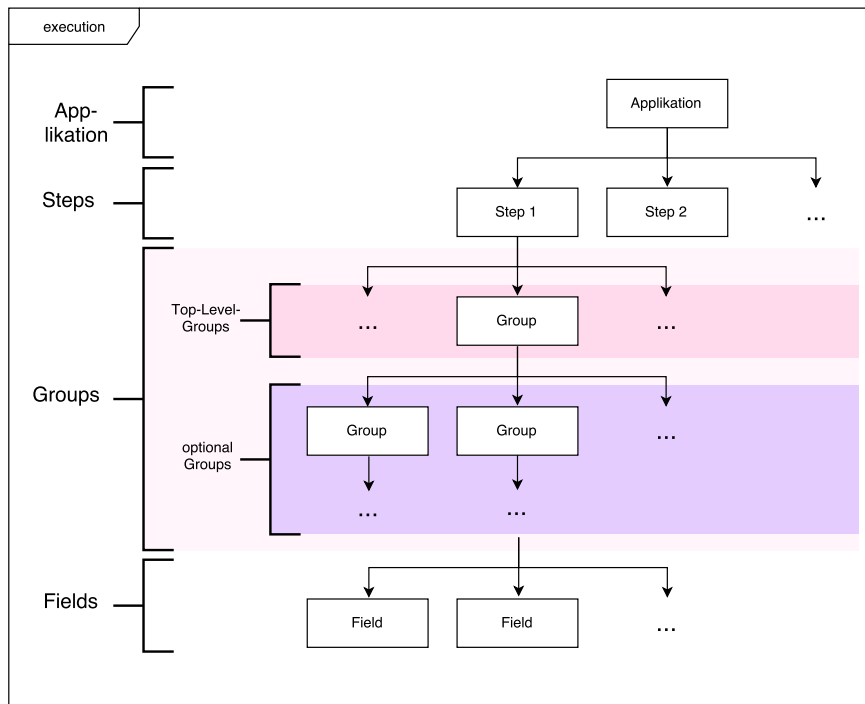 execution
App-
likation
Applikation
Steps
Step 1
Step 2
...
Groups
Top-Level-
Groups
...
Group
...
optional
Groups
Group
Group
...
...
...
Fields
Field
Field
...